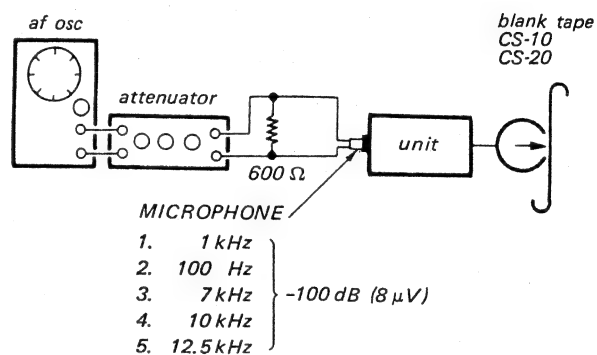 af osc
blank tape
CS-10
CS-20
attenuator
unit
600 Ω
MICROPHONE
1. 1 kHz
2. 100 Hz
3. 7 kHz
4. 10 kHz
5. 12.5 kHz
-100 dB (8 μV)